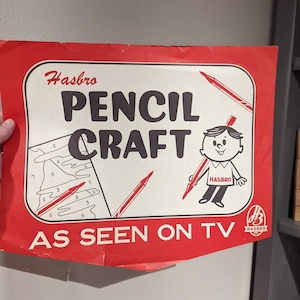 Hasbro
PENCIL
CRAFT
HASBRO
AS SEEN ON TV
HASBRO